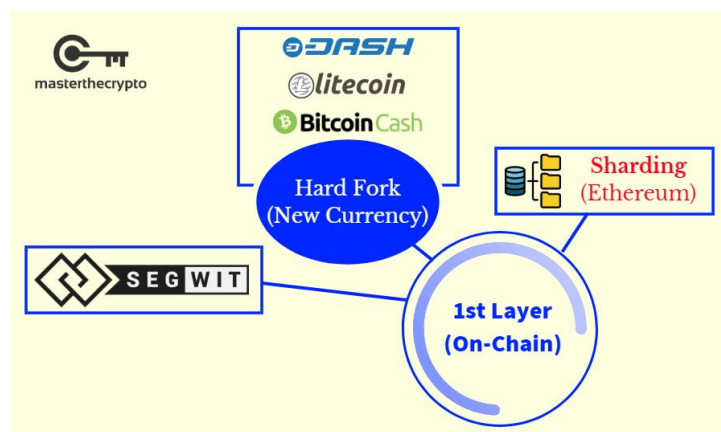 masterthecrypto
DASH
litecoin
Bitcoin Cash
Hard Fork
(New Currency)
Sharding
(Ethereum)
SEGWIT
1st Layer
(On-Chain)